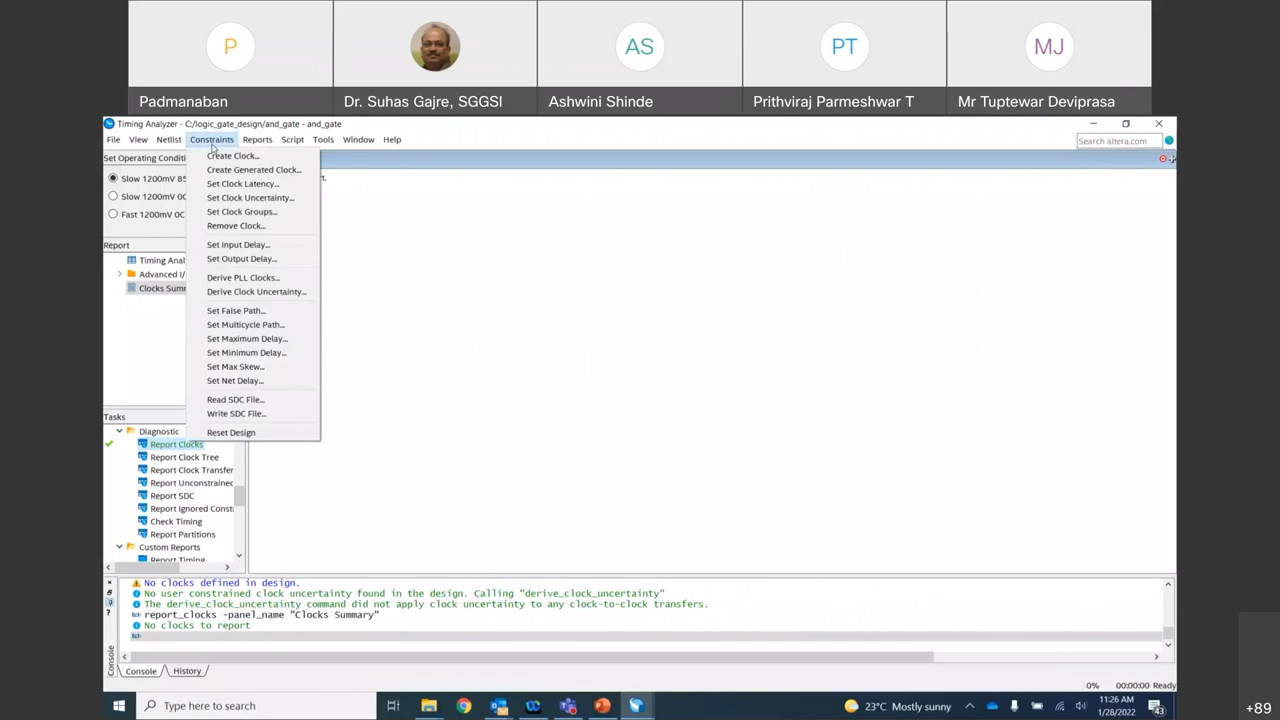 P
AS
PT
MJ
Padmanaban
Dr. Suhas Gajre, SGGSI
Ashwini Shinde
Prithviraj Parmeshwar T
Mr Tuptewar Deviprasa
Timing Analyzer - C:/logic_gate_design/and_gate - and_gate
File View Netlist Constraints Reports Script Tools Window Help
Search altera.com
Set Operating Conditi
Slow 1200mV 85
Slow 1200mV 0C
Fast 1200mV 0C
Report
Timing Anal
Advanced I/
Clocks Summ
Create Clock...
Create Generated Clock...
Set Clock Latency...
Set Clock Uncertainty...
Set Clock Groups...
Remove Clock...
Set Input Delay...
Set Output Delay...
Derive PLL Clocks...
Derive Clock Uncertainty...
Set False Path...
Set Multicycle Path...
Set Maximum Delay...
Set Minimum Delay...
Set Max Skew...
Set Net Delay...
Read SDC File...
Write SDC File...
Reset Design
Tasks
Diagnostic
Report Clocks
Report Clock Tree
Report Clock Transfer
Report Unconstrained
Report SDC
Report Ignored Const
Check Timing
Report Partitions
Custom Reports
Report Timing
No clocks defined in design.
No user constrained clock uncertainty found in the design. Calling "derive_clock_uncertainty"
The derive_clock_uncertainty command did not apply clock uncertainty to any clock-to-clock transfers.
report_clocks -panel_name "Clocks Summary"
No clocks to report
Console
Console History
0% 00:00:00 Ready
Type here to search
23°C Mostly sunny
11:26 AM
1/28/2022
43
+89